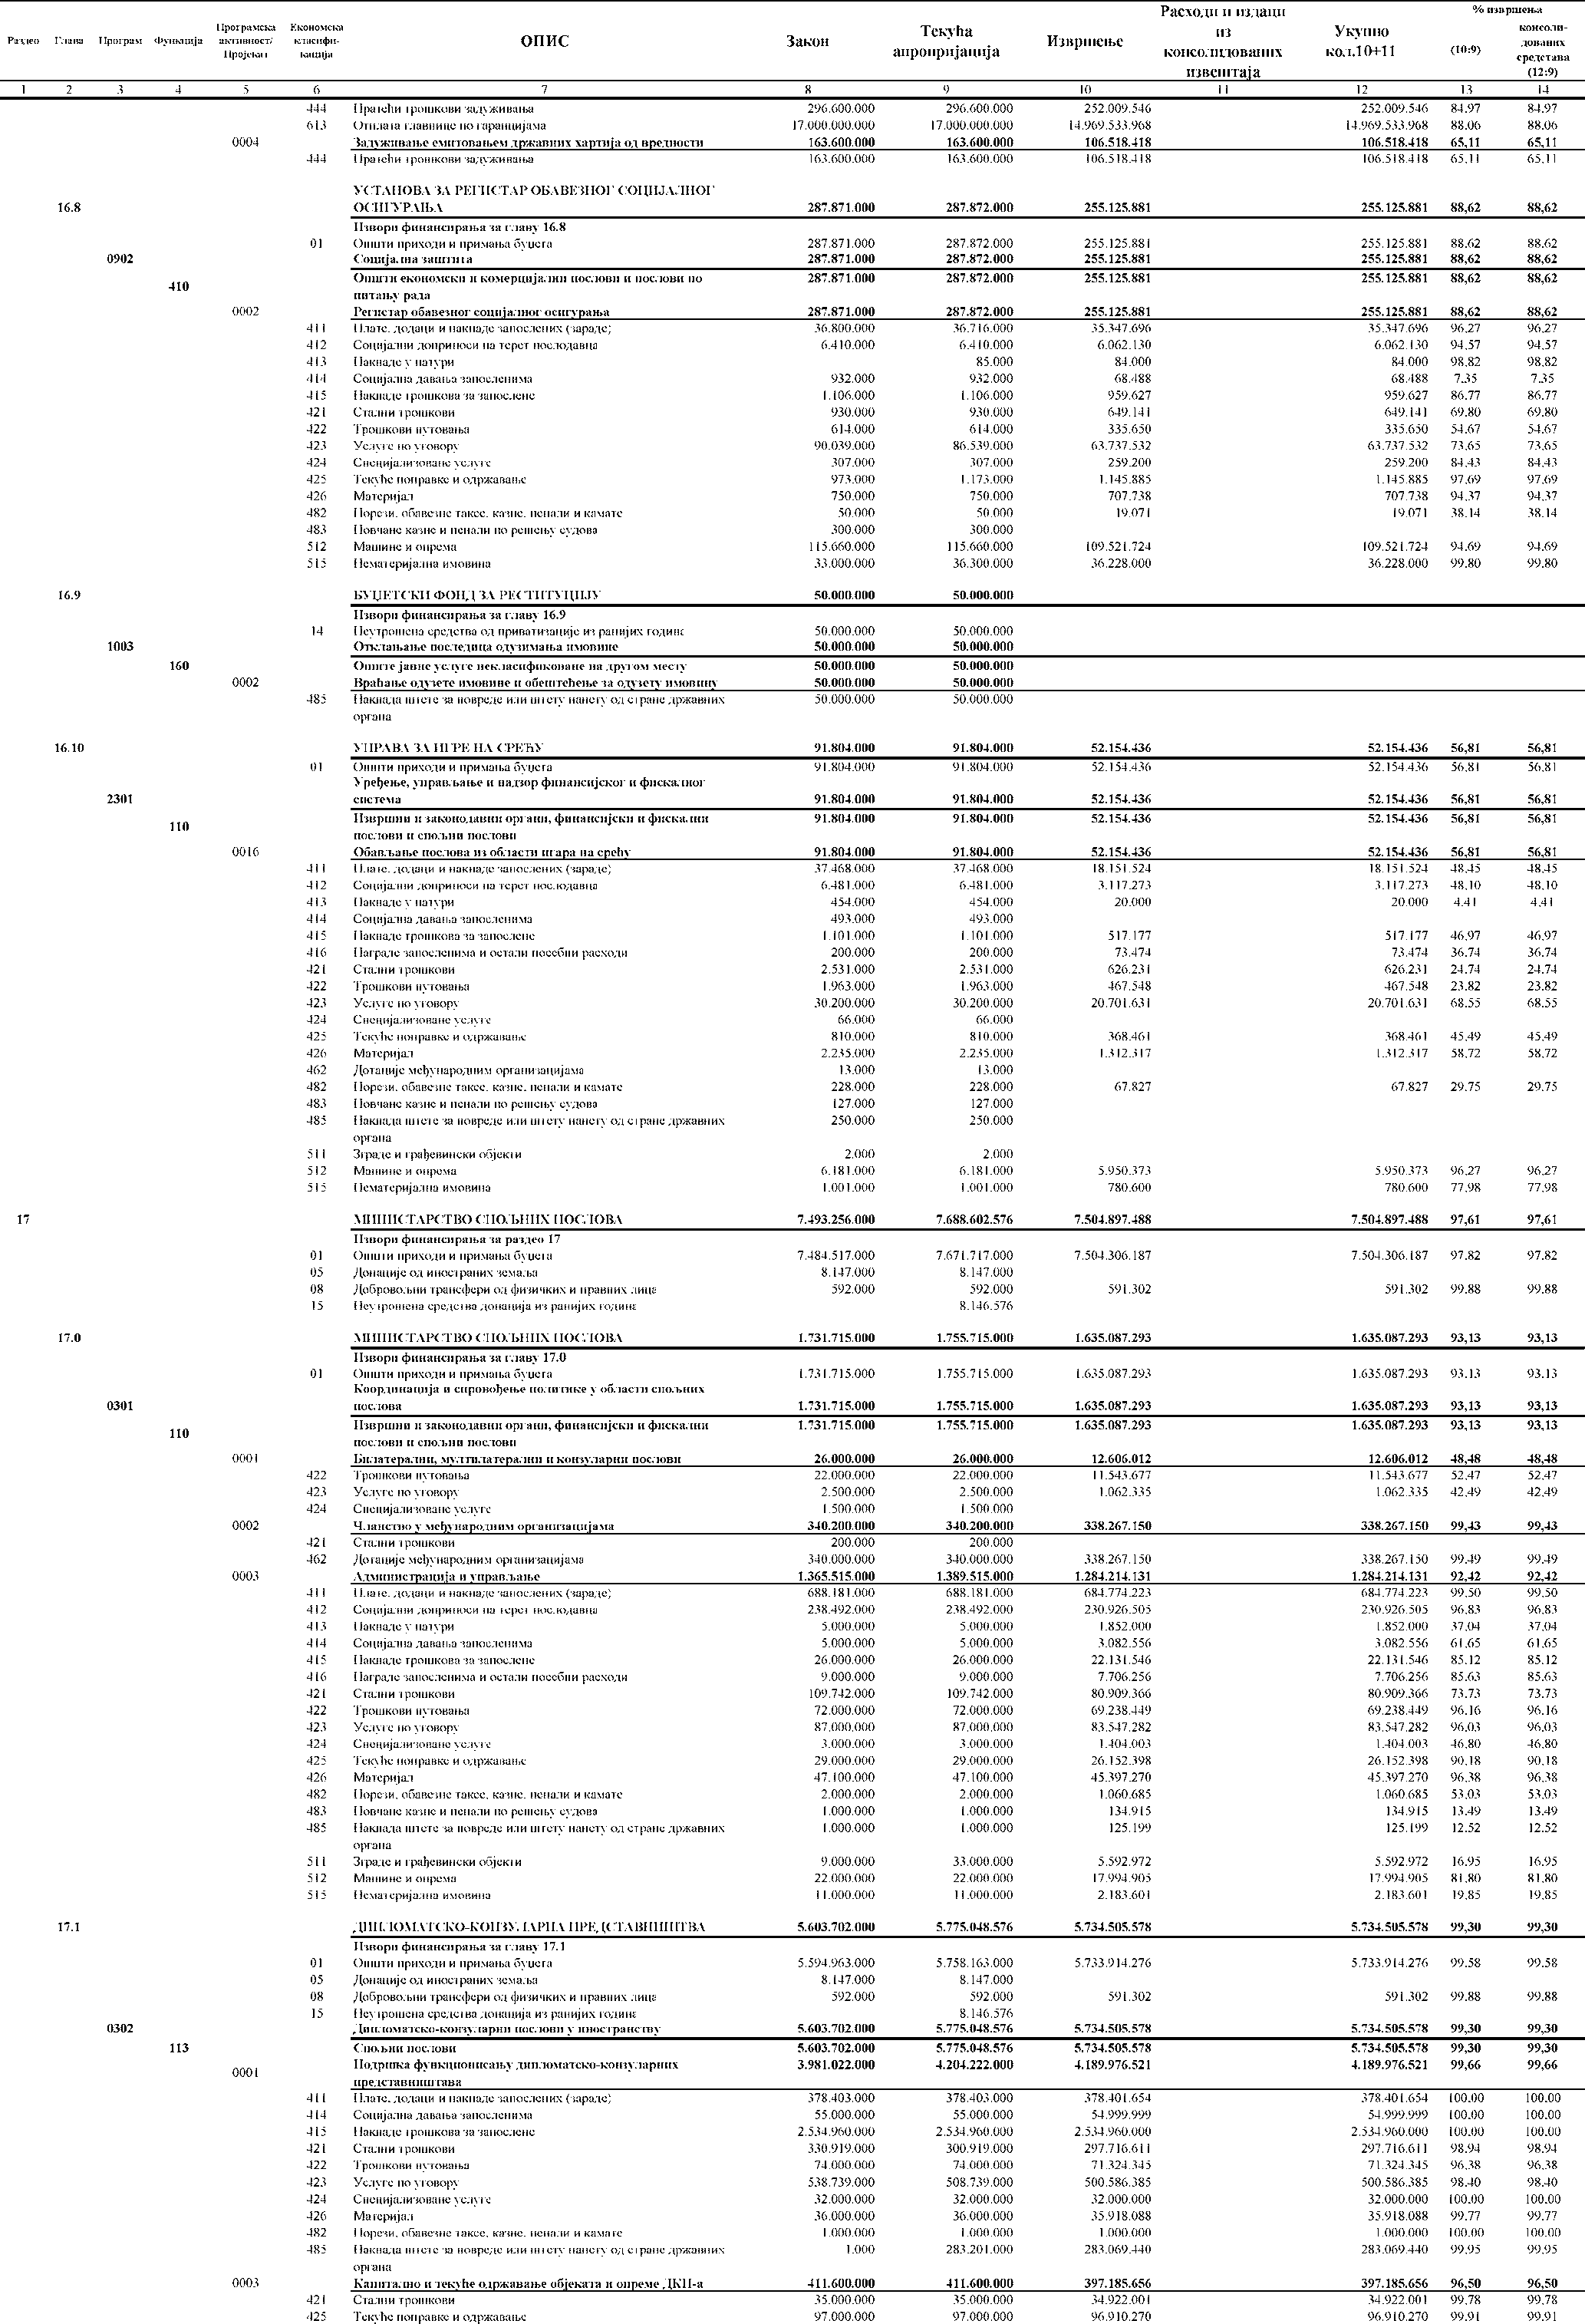 Раздео Глава Програм Функција Програмска активност/ Пројекат Економска класифи- кација ОПИС Закон Текућа апропријација Извршење Расходи и издаци из консолидованих извештаја Укупно кол.10+11 % извршења (10:9) консоли- дованих средстава (12:9)
1 2 3 4 5 6 7 8 9 10 11 12 13 14
444 Пратећи трошкови задуживања 296.600.000 296.600.000 252.009.546 252.009.546 84,97 84,97
613 Отплата главнице по гаранцијама 17.000.000.000 17.000.000.000 14.969.533.968 14.969.533.968 88,06 88,06
0004 Задуживање емитовањем државних хартија од вредности 163.600.000 163.600.000 106.518.418 106.518.418 65,11 65,11
444 Пратећи трошкови задуживања 163.600.000 163.600.000 106.518.418 106.518.418 65,11 65,11
УСТАНОВА ЗА РЕГИСТАР ОБАВЕЗНОГ СОЦИЈАЛНОГ
16.8 ОСИГУРАЊА 287.871.000 287.872.000 255.125.881 255.125.881 88,62 88,62
Извори финансирања за главу 16.8
01 Општи приходи и примања буџета 287.871.000 287.872.000 255.125.881 255.125.881 88,62 88,62
0902 Социјална заштита 287.871.000 287.872.000 255.125.881 255.125.881 88,62 88,62
410 Општи економски и комерцијални послови и послови по 287.871.000 287.872.000 255.125.881 255.125.881 88,62 88,62
питању рада
0002 Регистар обавезног социјалног осигурања 287.871.000 287.872.000 255.125.881 255.125.881 88,62 88,62
411 Плате, додаци и накнаде запослених (зараде) 36.800.000 36.716.000 35.347.696 35.347.696 96,27 96,27
412 Социјални доприноси на терет послодавца 6.410.000 6.410.000 6.062.130 6.062.130 94,57 94,57
413 Накнаде у натури 85.000 84.000 84.000 98,82 98,82
414 Социјална давања запосленима 932.000 932.000 68.488 68.488 7,35 7,35
415 Накнаде трошкова за запослене 1.106.000 1.106.000 959.627 959.627 86,77 86,77
421 Стални трошкови 930.000 930.000 649.141 649.141 69,80 69,80
422 Трошкови путовања 614.000 614.000 335.650 335.650 54,67 54,67
423 Услуге по уговору 90.039.000 86.539.000 63.737.532 63.737.532 73,65 73,65
424 Специјализоване услуге 307.000 307.000 259.200 259.200 84,43 84,43
425 Текуће поправке и одржавање 973.000 1.173.000 1.145.885 1.145.885 97,69 97,69
426 Материјал 750.000 750.000 707.738 707.738 94,37 94,37
482 Порези, обавезне таксе, казне, пенали и камате 50.000 50.000 19.071 19.071 38,14 38,14
483 Новчане казне и пенали по решењу судова 300.000 300.000
512 Машине и опрема 115.660.000 115.660.000 109.521.724 109.521.724 94,69 94,69
515 Нематеријална имовина 33.000.000 36.300.000 36.228.000 36.228.000 99,80 99,80
16.9 БУЏЕТСКИ ФОНД ЗА РЕСТИТУЦИЈУ 50.000.000 50.000.000
Извори финансирања за главу 16.9
14 Неутрошена средства од приватизације из ранијих година 50.000.000 50.000.000
1003 Отклањање последица одузимања имовине 50.000.000 50.000.000
160 Опште јавне услуге некласификоване на другом месту 50.000.000 50.000.000
0002 Враћање одузете имовине и обештећење за одузету имовину 50.000.000 50.000.000
485 Накнада штете за повреде или штету нанету од стране државних 50.000.000 50.000.000
органа
16.10 УПРАВА ЗА ИГРЕ НА СРЕЋУ 91.804.000 91.804.000 52.154.436 52.154.436 56,81 56,81
01 Општи приходи и примања буџета 91.804.000 91.804.000 52.154.436 52.154.436 56,81 56,81
Уређење, управљање и надзор финансијског и фискалног
2301 система 91.804.000 91.804.000 52.154.436 52.154.436 56,81 56,81
110 Извршни и законодавни органи, финансијски и фискални 91.804.000 91.804.000 52.154.436 52.154.436 56,81 56,81
послови и спољни послови
0016 Обављање послова из области игара на срећу 91.804.000 91.804.000 52.154.436 52.154.436 56,81 56,81
411 Плате, додаци и накнаде запослених (зараде) 37.468.000 37.468.000 18.151.524 18.151.524 48,45 48,45
412 Социјални доприноси на терет послодавца 6.481.000 6.481.000 3.117.273 3.117.273 48,10 48,10
413 Накнаде у натури 454.000 454.000 20.000 20.000 4,41 4,41
414 Социјална давања запосленима 493.000 493.000
415 Накнаде трошкова за запослене 1.101.000 1.101.000 517.177 517.177 46,97 46,97
416 Награде запосленима и остали посебни расходи 200.000 200.000 73.474 73.474 36,74 36,74
421 Стални трошкови 2.531.000 2.531.000 626.231 626.231 24,74 24,74
422 Трошкови путовања 1.963.000 1.963.000 467.548 467.548 23,82 23,82
423 Услуге по уговору 30.200.000 30.200.000 20.701.631 20.701.631 68,55 68,55
424 Специјализоване услуге 66.000 66.000
425 Текуће поправке и одржавање 810.000 810.000 368.461 368.461 45,49 45,49
426 Материјал 2.235.000 2.235.000 1.312.317 1.312.317 58,72 58,72
462 Дотације међународним организацијама 13.000 13.000
482 Порези, обавезне таксе, казне, пенали и камате 228.000 228.000 67.827 67.827 29,75 29,75
483 Новчане казне и пенали по решењу судова 127.000 127.000
485 Накнада штете за повреде или штету нанету од стране државних 250.000 250.000
органа
511 Зграде и грађевински објекти 2.000 2.000
512 Машине и опрема 6.181.000 6.181.000 5.950.373 5.950.373 96,27 96,27
515 Нематеријална имовина 1.001.000 1.001.000 780.600 780.600 77,98 77,98
17 МИНИСТАРСТВО СПОЉНИХ ПОСЛОВА 7.493.256.000 7.688.602.576 7.504.897.488 7.504.897.488 97,61 97,61
Извори финансирања за раздео 17
01 Општи приходи и примања буџета 7.484.517.000 7.671.717.000 7.504.306.187 7.504.306.187 97,82 97,82
05 Донације од иностраних земаља 8.147.000 8.147.000
08 Добровољни трансфери од физичких и правних лица 592.000 592.000 591.302 591.302 99,88 99,88
15 Неутрошена средства донација из ранијих година 8.146.576
17.0 МИНИСТАРСТВО СПОЉНИХ ПОСЛОВА 1.731.715.000 1.755.715.000 1.635.087.293 1.635.087.293 93,13 93,13
Извори финансирања за главу 17.0
01 Општи приходи и примања буџета 1.731.715.000 1.755.715.000 1.635.087.293 1.635.087.293 93,13 93,13
Координација и спровођење политике у области спољних
0301 послова 1.731.715.000 1.755.715.000 1.635.087.293 1.635.087.293 93,13 93,13
110 Извршни и законодавни органи, финансијски и фискални 1.731.715.000 1.755.715.000 1.635.087.293 1.635.087.293 93,13 93,13
послови и спољни послови
0001 Билатерални, мултилатерални и конзуларни послови 26.000.000 26.000.000 12.606.012 12.606.012 48,48 48,48
422 Трошкови путовања 22.000.000 22.000.000 11.543.677 11.543.677 52,47 52,47
423 Услуге по уговору 2.500.000 2.500.000 1.062.335 1.062.335 42,49 42,49
424 Специјализоване услуге 1.500.000 1.500.000
0002 Чланство у међународним организацијама 340.200.000 340.200.000 338.267.150 338.267.150 99,43 99,43
421 Стални трошкови 200.000 200.000
462 Дотације међународним организацијама 340.000.000 340.000.000 338.267.150 338.267.150 99,49 99,49
0003 Администрација и управљање 1.365.515.000 1.389.515.000 1.284.214.131 1.284.214.131 92,42 92,42
411 Плате, додаци и накнаде запослених (зараде) 688.181.000 688.181.000 684.774.223 684.774.223 99,50 99,50
412 Социјални доприноси на терет послодавца 238.492.000 238.492.000 230.926.505 230.926.505 96,83 96,83
413 Накнаде у натури 5.000.000 5.000.000 1.852.000 1.852.000 37,04 37,04
414 Социјална давања запосленима 5.000.000 5.000.000 3.082.556 3.082.556 61,65 61,65
415 Накнаде трошкова за запослене 26.000.000 26.000.000 22.131.546 22.131.546 85,12 85,12
416 Награде запосленима и остали посебни расходи 9.000.000 9.000.000 7.706.256 7.706.256 85,63 85,63
421 Стални трошкови 109.742.000 109.742.000 80.909.366 80.909.366 73,73 73,73
422 Трошкови путовања 72.000.000 72.000.000 69.238.449 69.238.449 96,16 96,16
423 Услуге по уговору 87.000.000 87.000.000 83.547.282 83.547.282 96,03 96,03
424 Специјализоване услуге 3.000.000 3.000.000 1.404.003 1.404.003 46,80 46,80
425 Текуће поправке и одржавање 29.000.000 29.000.000 26.152.398 26.152.398 90,18 90,18
426 Материјал 47.100.000 47.100.000 45.397.270 45.397.270 96,38 96,38
482 Порези, обавезне таксе, казне, пенали и камате 2.000.000 2.000.000 1.060.685 1.060.685 53,03 53,03
483 Новчане казне и пенали по решењу судова 1.000.000 1.000.000 134.915 134.915 13,49 13,49
485 Накнада штете за повреде или штету нанету од стране државних 1.000.000 1.000.000 125.199 125.199 12,52 12,52
органа
511 Зграде и грађевински објекти 9.000.000 33.000.000 5.592.972 5.592.972 16,95 16,95
512 Машине и опрема 22.000.000 22.000.000 17.994.905 17.994.905 81,80 81,80
515 Нематеријална имовина 11.000.000 11.000.000 2.183.601 2.183.601 19,85 19,85
17.1 ДИПЛОМАТСКО-КОНЗУЛАРНА ПРЕДСТАВНИШТВА 5.603.702.000 5.775.048.576 5.734.505.578 5.734.505.578 99,30 99,30
Извори финансирања за главу 17.1
01 Општи приходи и примања буџета 5.594.963.000 5.758.163.000 5.733.914.276 5.733.914.276 99,58 99,58
05 Донације од иностраних земаља 8.147.000 8.147.000
08 Добровољни трансфери од физичких и правних лица 592.000 592.000 591.302 591.302 99,88 99,88
15 Неутрошена средства донација из ранијих година 8.146.576
0302 Дипломатско-конзуларни послови у иностранству 5.603.702.000 5.775.048.576 5.734.505.578 5.734.505.578 99,30 99,30
113 Спољни послови 5.603.702.000 5.775.048.576 5.734.505.578 5.734.505.578 99,30 99,30
0001 Подршка функционисању дипломатско-конзуларних 3.981.022.000 4.204.222.000 4.189.976.521 4.189.976.521 99,66 99,66
представништава
411 Плате, додаци и накнаде запослених (зараде) 378.403.000 378.403.000 378.401.654 378.401.654 100,00 100,00
414 Социјална давања запосленима 55.000.000 55.000.000 54.999.999 54.999.999 100,00 100,00
415 Накнаде трошкова за запослене 2.534.960.000 2.534.960.000 2.534.960.000 2.534.960.000 100,00 100,00
421 Стални трошкови 330.919.000 300.919.000 297.716.611 297.716.611 98,94 98,94
422 Трошкови путовања 74.000.000 74.000.000 71.324.345 71.324.345 96,38 96,38
423 Услуге по уговору 538.739.000 508.739.000 500.586.385 500.586.385 98,40 98,40
424 Специјализоване услуге 32.000.000 32.000.000 32.000.000 32.000.000 100,00 100,00
426 Материјал 36.000.000 36.000.000 35.918.088 35.918.088 99,77 99,77
482 Порези, обавезне таксе, казне, пенали и камате 1.000.000 1.000.000 1.000.000 1.000.000 100,00 100,00
485 Накнада штете за повреде или штету нанету од стране државних 1.000 283.201.000 283.069.440 283.069.440 99,95 99,95
органа
0003 Капитално и текуће одржавање објеката и опреме ДКП-а 411.600.000 411.600.000 397.185.656 397.185.656 96,50 96,50
421 Стални трошкови 35.000.000 35.000.000 34.922.001 34.922.001 99,78 99,78
425 Текуће поправке и одржавање 97.000.000 97.000.000 96.910.270 96.910.270 99,91 99,91